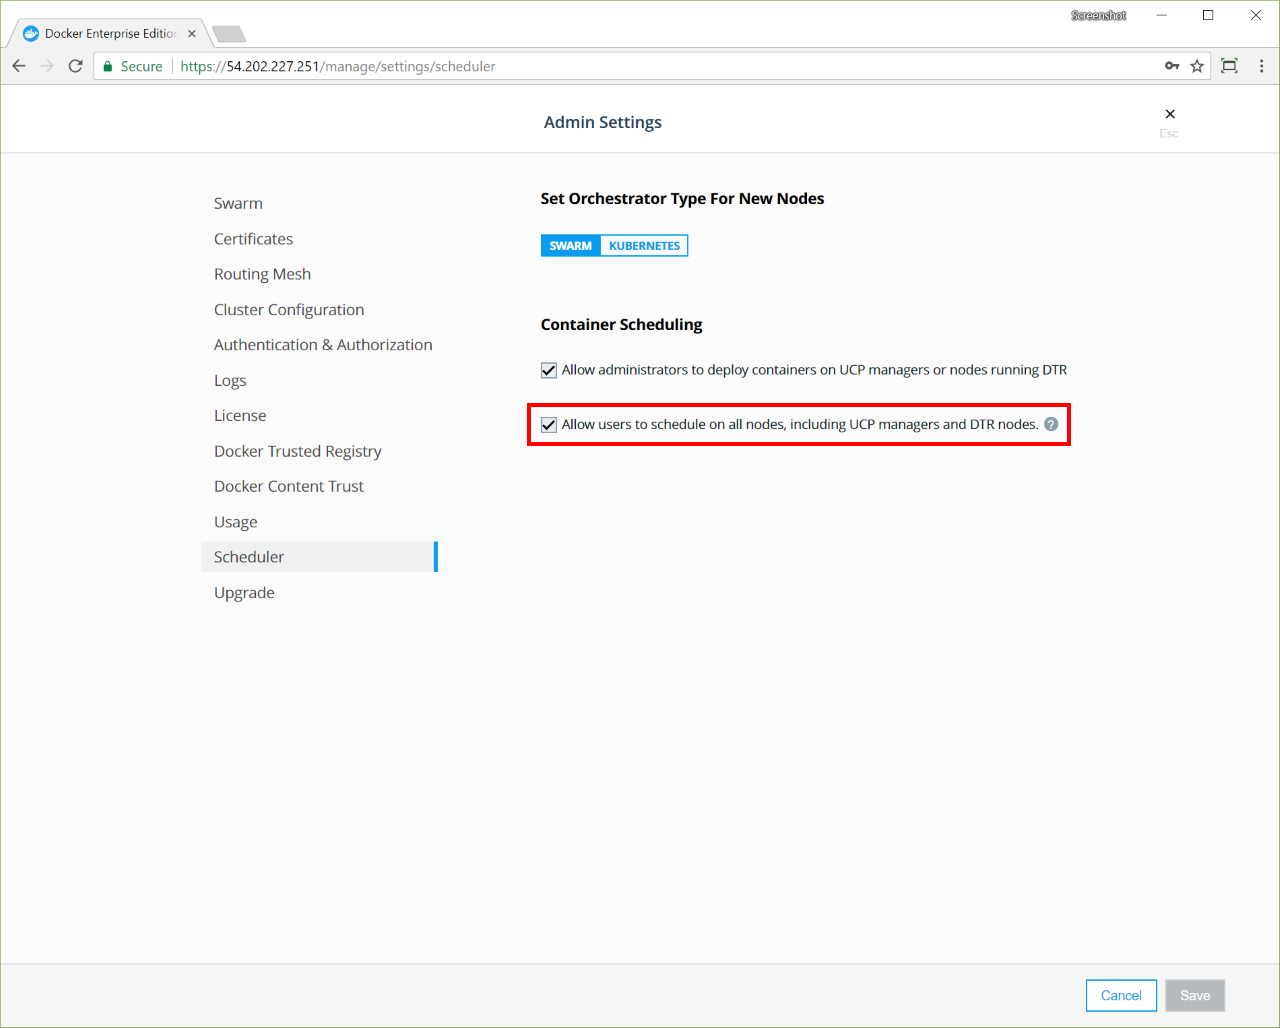 Screenshot
Docker Enterprise Edition
Secure https://54.202.227.251/manage/settings/scheduler
Admin Settings
Esc
Swarm
Certificates
Routing Mesh
Cluster Configuration
Authentication & Authorization
Logs
License
Docker Trusted Registry
Docker Content Trust
Usage
Scheduler
Upgrade
Set Orchestrator Type For New Nodes
SWARM KUBERNETES
Container Scheduling
Allow administrators to deploy containers on UCP managers or nodes running DTR
Allow users to schedule on all nodes, including UCP managers and DTR nodes. ?
Cancel Save